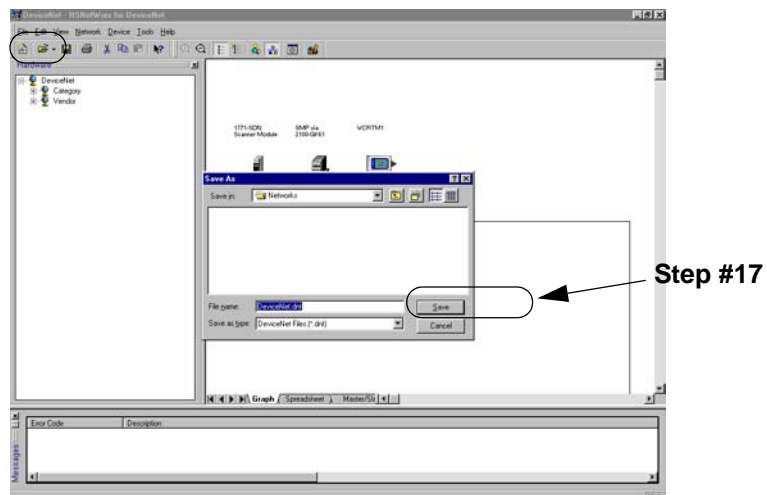 DeviceNet - RSNetWorx for DeviceNet
File Edit View Network Device Tools Help
Hardware
DeviceNet
Category
Vendor
1771-SDN
Scanner Module
SMP via
2100-GK61
Save As
Save in:
Networks
Step #17
File name:
DeviceNet.dnt
Save
Save as type:
DeviceNet Files (*.dnt)
Cancel
Graph
Spreadsheet
Master/Sla
Error Code
Description
Messages